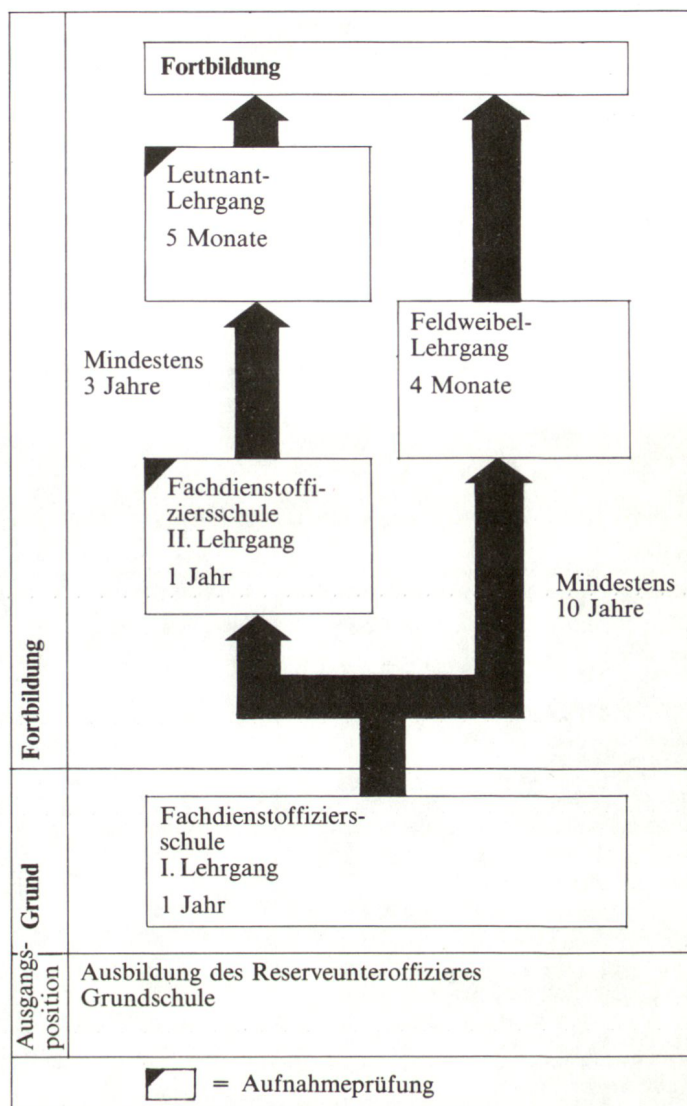 Fortbildung
Leutnant-
Lehrgang
5 Monate
Feldweibel-
Lehrgang
4 Monate
Mindestens
3 Jahre
Fachdienstoffi-
ziersschule
II. Lehrgang
1 Jahr
Mindestens
10 Jahre
Fortbildung
Fachdienstoffiziers-
schule
I. Lehrgang
1 Jahr
Grund
Ausgangs-
position
Ausbildung des Reserveunteroffizieres
Grundschule
= Aufnahmeprüfung